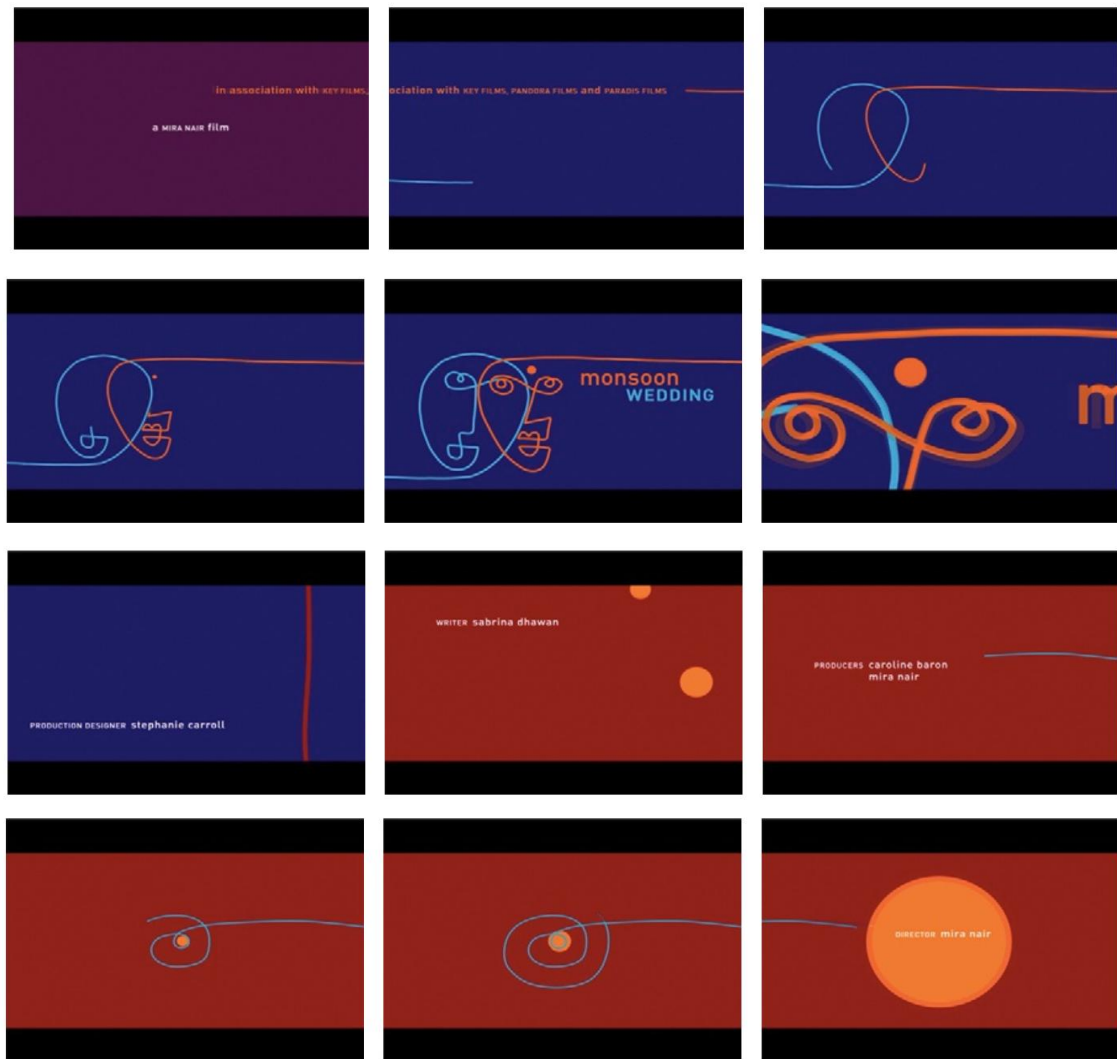 in association with KEY FILMS,
a MIRA NAIR film
ociation with KEY FILMS, PANDORA FILMS and PARADIS FILMS
monsoon
WEDDING
m
PRODUCTION DESIGNER stephanie carroll
WRITER sabrina dhawan
PRODUCERS caroline baron
mira nair
DIRECTOR mira nair